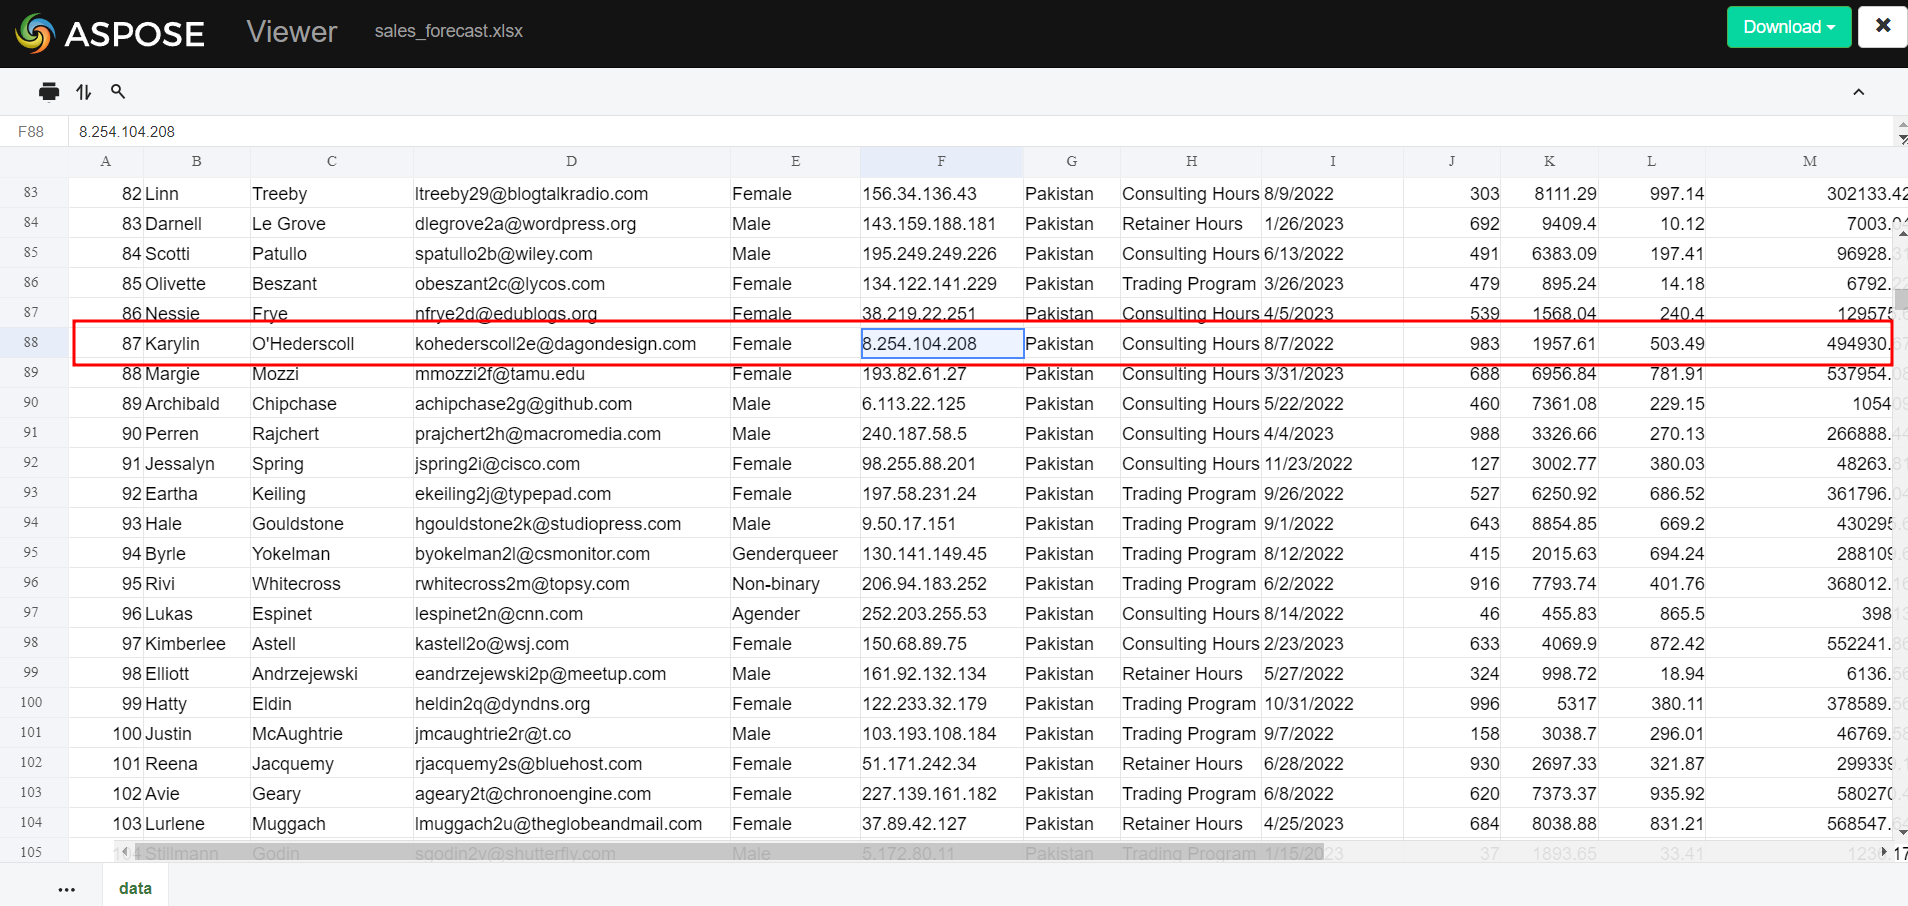 ASPOSE Viewer sales_forecast.xlsx Download
F88 8.254.104.208
A B C D E F G H I J K L M
83 82 Linn Treeby ltreeby29@blogtalkradio.com Female 156.34.136.43 Pakistan Consulting Hours 8/9/2022 303 8111.29 997.14 302133.42
84 83 Darnell Le Grove dlegrove2a@wordpress.org Male 143.159.188.181 Pakistan Retainer Hours 1/26/2023 692 9409.4 10.12 7003.04
85 84 Scotti Patullo spatullo2b@wiley.com Male 195.249.249.226 Pakistan Consulting Hours 6/13/2022 491 6383.09 197.41 96928.31
86 85 Olivette Beszant obeszant2c@lycos.com Female 134.122.141.229 Pakistan Trading Program 3/26/2023 479 895.24 14.18 6792.22
87 86 Nessie Frye nfrye2d@edublogs.org Female 38.219.22.251 Pakistan Consulting Hours 4/5/2023 539 1568.04 240.4 129575.6
88 87 Karylin O'Hederscoll kohederscoll2e@dagondesign.com Female 8.254.104.208 Pakistan Consulting Hours 8/7/2022 983 1957.61 503.49 494930.67
89 88 Margie Mozzi mmozzi2f@tamu.edu Female 193.82.61.27 Pakistan Consulting Hours 3/31/2023 688 6956.84 781.91 537954.08
90 89 Archibald Chipchase achipchase2g@github.com Male 6.113.22.125 Pakistan Consulting Hours 5/22/2022 460 7361.08 229.15 105409
91 90 Perren Rajchert prajchert2h@macromedia.com Male 240.187.58.5 Pakistan Consulting Hours 4/4/2023 988 3326.66 270.13 266888.44
92 91 Jessalyn Spring jspring2i@cisco.com Female 98.255.88.201 Pakistan Consulting Hours 11/23/2022 127 3002.77 380.03 48263.81
93 92 Eartha Keiling ekeiling2j@typepad.com Female 197.58.231.24 Pakistan Trading Program 9/26/2022 527 6250.92 686.52 361796.04
94 93 Hale Gouldstone hgouldstone2k@studiopress.com Male 9.50.17.151 Pakistan Trading Program 9/1/2022 643 8854.85 669.2 430295.6
95 94 Byrle Yokelman byokelman2l@csmonitor.com Genderqueer 130.141.149.45 Pakistan Trading Program 8/12/2022 415 2015.63 694.24 288109.6
96 95 Rivi Whitecross rwhitecross2m@topsy.com Non-binary 206.94.183.252 Pakistan Trading Program 6/2/2022 916 7793.74 401.76 368012.16
97 96 Lukas Espinet lespinet2n@cnn.com Agender 252.203.255.53 Pakistan Consulting Hours 8/14/2022 46 455.83 865.5 39813
98 97 Kimberlee Astell kastell2o@wsj.com Female 150.68.89.75 Pakistan Consulting Hours 2/23/2023 633 4069.9 872.42 552241.86
99 98 Elliott Andrzejewski eandrzejewski2p@meetup.com Male 161.92.132.134 Pakistan Retainer Hours 5/27/2022 324 998.72 18.94 6136.56
100 99 Hatty Eldin heldin2q@dyndns.org Female 122.233.32.179 Pakistan Trading Program 10/31/2022 996 5317 380.11 378589.56
101 100 Justin McAughtrie jmcaughtrie2r@t.co Male 103.193.108.184 Pakistan Trading Program 9/7/2022 158 3038.7 296.01 46769.58
102 101 Reena Jacquemy rjacquemy2s@bluehost.com Female 51.171.242.34 Pakistan Retainer Hours 6/28/2022 930 2697.33 321.87 299339.1
103 102 Avie Geary ageary2t@chronoengine.com Female 227.139.161.182 Pakistan Trading Program 6/8/2022 620 7373.37 935.92 580270.4
104 103 Lurlene Muggach lmuggach2u@theglobeandmail.com Female 37.89.42.127 Pakistan Retainer Hours 4/25/2023 684 8038.88 831.21 568547.64
105 104 Stillmann Godin sgodin2v@shutterfly.com Male 5.172.80.11 Pakistan Trading Program 1/15/2023 37 1893.65 33.41 1236.17
data